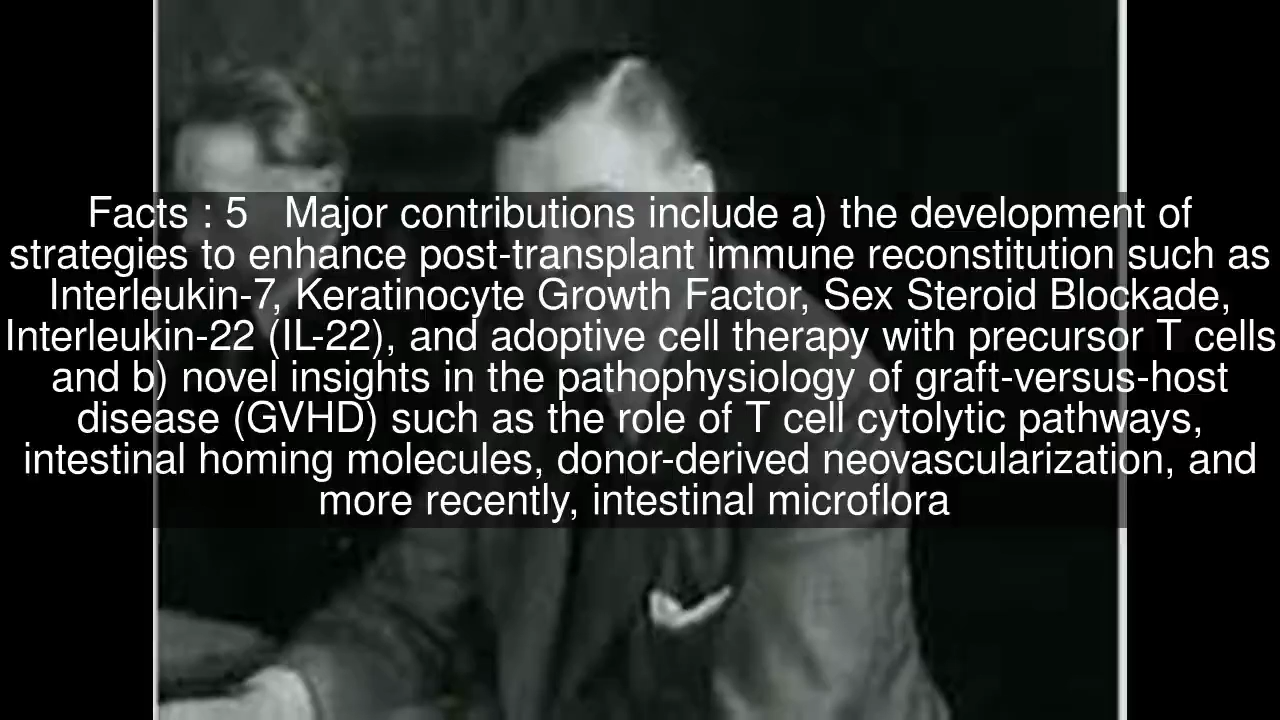 Facts : 5   Major contributions include a) the development of
strategies to enhance post-transplant immune reconstitution such as
Interleukin-7, Keratinocyte Growth Factor, Sex Steroid Blockade,
Interleukin-22 (IL-22), and adoptive cell therapy with precursor T cells
and b) novel insights in the pathophysiology of graft-versus-host
disease (GVHD) such as the role of T cell cytolytic pathways,
intestinal homing molecules, donor-derived neovascularization, and
more recently, intestinal microflora